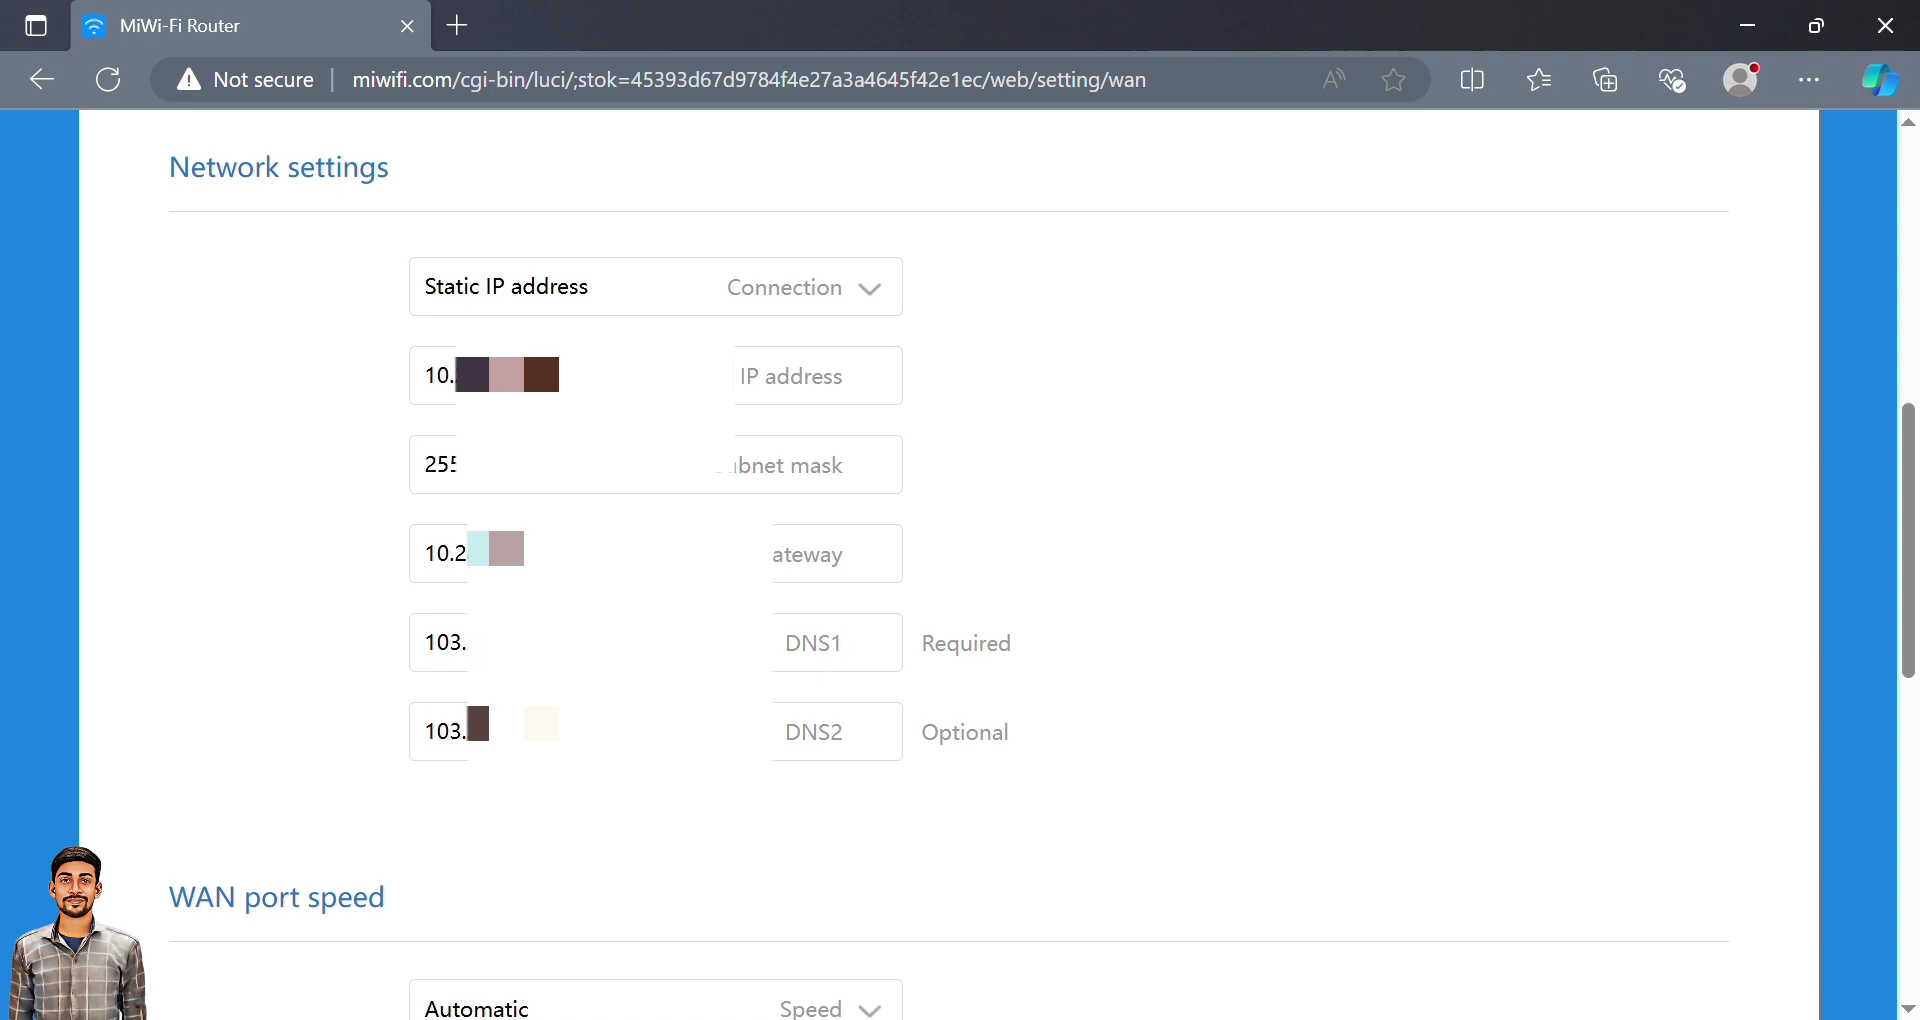 MiWi-Fi Router
Not secure
miwifi.com/cgi-bin/luci/;stok=45393d67d9784f4e27a3a4645f42e1ec/web/setting/wan
Network settings
Static IP address Connection
10. IP address
255 bnet mask
10.2 ateway
103. DNS1 Required
103. DNS2 Optional
WAN port speed
Automatic Speed